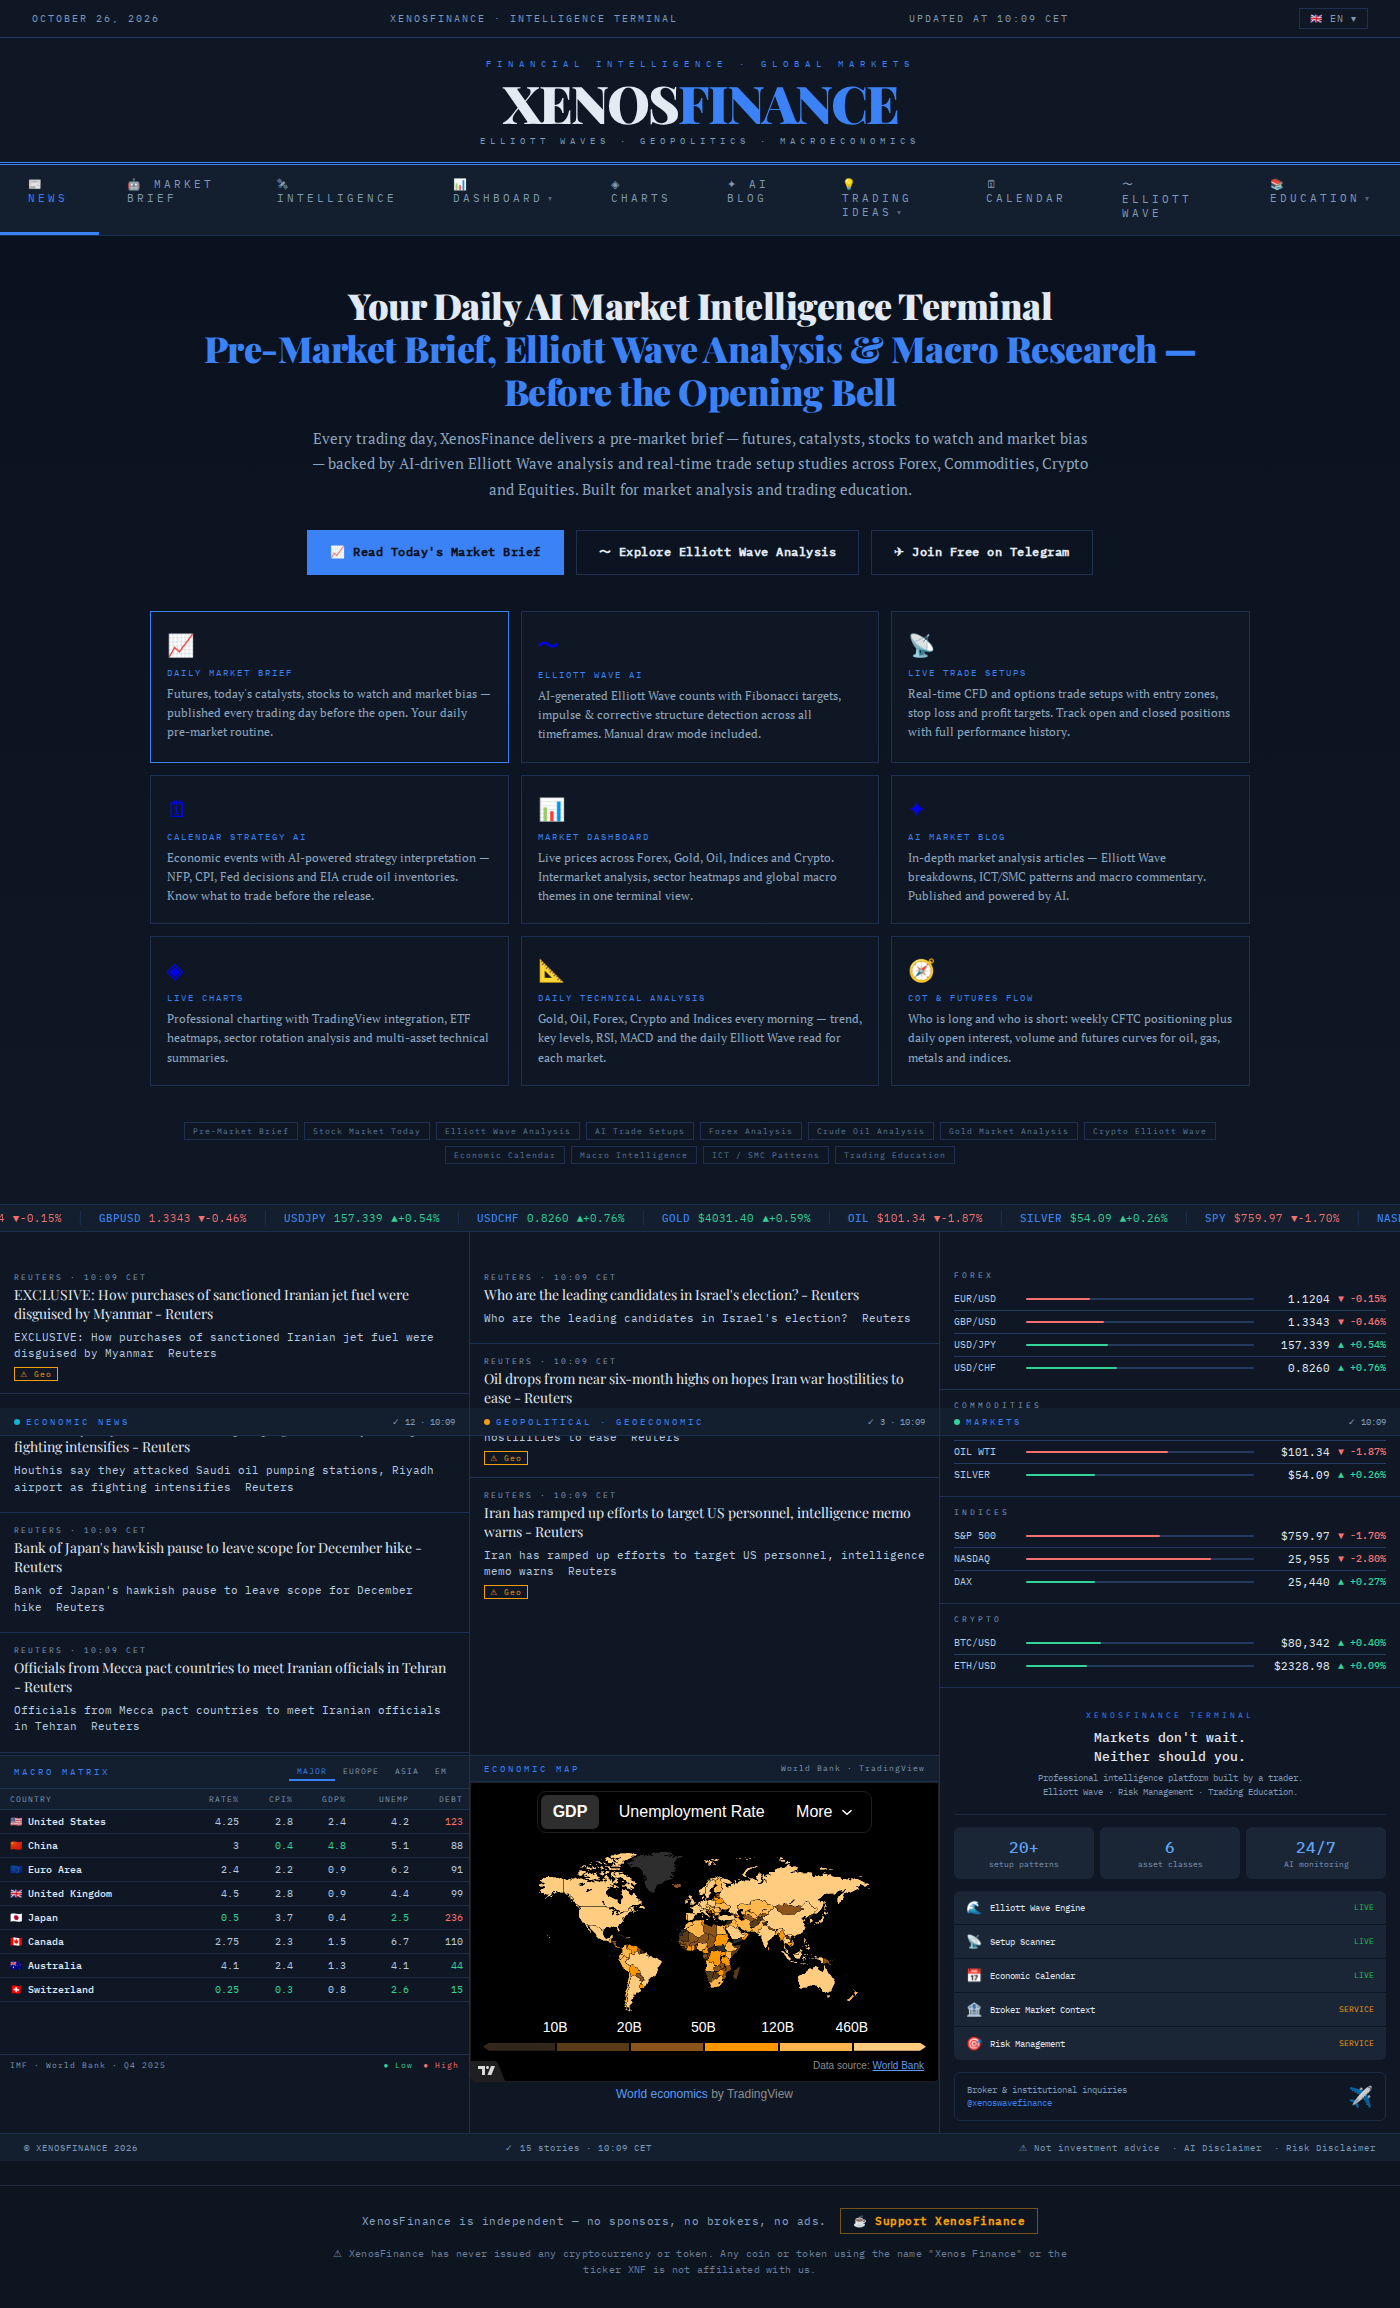 OCTOBER 26, 2026
XENOSFINANCE · INTELLIGENCE TERMINAL
UPDATED AT 10:09 CET
EN ▾
FINANCIAL INTELLIGENCE · GLOBAL MARKETS
XENOSFINANCE
ELLIOTT WAVES · GEOPOLITICS · MACROECONOMICS
NEWS
MARKET BRIEF
INTELLIGENCE
DASHBOARD ▾
CHARTS
AI BLOG
TRADING IDEAS ▾
CALENDAR
ELLIOTT WAVE
EDUCATION ▾
Your Daily AI Market Intelligence Terminal
Pre-Market Brief, Elliott Wave Analysis & Macro Research —
Before the Opening Bell
Every trading day, XenosFinance delivers a pre-market brief — futures, catalysts, stocks to watch and market bias
— backed by AI-driven Elliott Wave analysis and real-time trade setup studies across Forex, Commodities, Crypto
and Equities. Built for market analysis and trading education.
Read Today's Market Brief
Explore Elliott Wave Analysis
Join Free on Telegram
DAILY MARKET BRIEF
Futures, today's catalysts, stocks to watch and market bias —
published every trading day before the open. Your daily
pre-market routine.
ELLIOTT WAVE AI
AI-generated Elliott Wave counts with Fibonacci targets,
impulse & corrective structure detection across all
timeframes. Manual draw mode included.
LIVE TRADE SETUPS
Real-time CFD and options trade setups with entry zones,
stop loss and profit targets. Track open and closed positions
with full performance history.
CALENDAR STRATEGY AI
Economic events with AI-powered strategy interpretation —
NFP, CPI, Fed decisions and EIA crude oil inventories.
Know what to trade before the release.
MARKET DASHBOARD
Live prices across Forex, Gold, Oil, Indices and Crypto.
Intermarket analysis, sector heatmaps and global macro
themes in one terminal view.
AI MARKET BLOG
In-depth market analysis articles — Elliott Wave
breakdowns, ICT/SMC patterns and macro commentary.
Published and powered by AI.
LIVE CHARTS
Professional charting with TradingView integration, ETF
heatmaps, sector rotation analysis and multi-asset technical
summaries.
DAILY TECHNICAL ANALYSIS
Gold, Oil, Forex, Crypto and Indices every morning — trend,
key levels, RSI, MACD and the daily Elliott Wave read for
each market.
COT & FUTURES FLOW
Who is long and who is short: weekly CFTC positioning plus
daily open interest, volume and futures curves for oil, gas,
metals and indices.
Pre-Market Brief
Stock Market Today
Elliott Wave Analysis
AI Trade Setups
Forex Analysis
Crude Oil Analysis
Gold Market Analysis
Crypto Elliott Wave
Economic Calendar
Macro Intelligence
ICT / SMC Patterns
Trading Education
4 ▼-0.15% GBPUSD 1.3343 ▼-0.46% USDJPY 157.339 ▲+0.54% USDCHF 0.8260 ▲+0.76% GOLD $4031.40 ▲+0.59% OIL $101.34 ▼-1.87% SILVER $54.09 ▲+0.26% SPY $759.97 ▼-1.70% NAS
REUTERS · 10:09 CET
EXCLUSIVE: How purchases of sanctioned Iranian jet fuel were
disguised by Myanmar - Reuters
EXCLUSIVE: How purchases of sanctioned Iranian jet fuel were
disguised by Myanmar Reuters
⚠ Geo
ECONOMIC NEWS
✓ 12 · 10:09
fighting intensifies - Reuters
Houthis say they attacked Saudi oil pumping stations, Riyadh
airport as fighting intensifies Reuters
REUTERS · 10:09 CET
Bank of Japan's hawkish pause to leave scope for December hike -
Reuters
Bank of Japan's hawkish pause to leave scope for December
hike Reuters
REUTERS · 10:09 CET
Officials from Mecca pact countries to meet Iranian officials in Tehran
- Reuters
Officials from Mecca pact countries to meet Iranian officials
in Tehran Reuters
REUTERS · 10:09 CET
Who are the leading candidates in Israel's election? - Reuters
Who are the leading candidates in Israel's election? Reuters
REUTERS · 10:09 CET
Oil drops from near six-month highs on hopes Iran war hostilities to
ease - Reuters
GEOPOLITICAL · GEOECONOMIC
✓ 3 · 10:09
hostilities to ease Reuters
⚠ Geo
REUTERS · 10:09 CET
Iran has ramped up efforts to target US personnel, intelligence memo
warns - Reuters
Iran has ramped up efforts to target US personnel, intelligence
memo warns Reuters
⚠ Geo
FOREX
EUR/USD 1.1204 ▼ -0.15%
GBP/USD 1.3343 ▼ -0.46%
USD/JPY 157.339 ▲ +0.54%
USD/CHF 0.8260 ▲ +0.76%
COMMODITIES
MARKETS
✓ 10:09
OIL WTI $101.34 ▼ -1.87%
SILVER $54.09 ▲ +0.26%
INDICES
S&P 500 $759.97 ▼ -1.70%
NASDAQ 25,955 ▼ -2.80%
DAX 25,440 ▲ +0.27%
CRYPTO
BTC/USD $80,342 ▲ +0.40%
ETH/USD $2328.98 ▲ +0.09%
MACRO MATRIX
MAJOR EUROPE ASIA EM
COUNTRY RATE% CPI% GDP% UNEMP DEBT
United States 4.25 2.8 2.4 4.2 123
China 3 0.4 4.8 5.1 88
Euro Area 2.4 2.2 0.9 6.2 91
United Kingdom 4.5 2.8 0.9 4.4 99
Japan 0.5 3.7 0.4 2.5 236
Canada 2.75 2.3 1.5 6.7 110
Australia 4.1 2.4 1.3 4.1 44
Switzerland 0.25 0.3 0.8 2.6 15
IMF · World Bank · Q4 2025
● Low ● High
ECONOMIC MAP
World Bank · TradingView
GDP
Unemployment Rate
More
10B 20B 50B 120B 460B
Data source: World Bank
World economics by TradingView
XENOSFINANCE TERMINAL
Markets don't wait.
Neither should you.
Professional intelligence platform built by a trader.
Elliott Wave · Risk Management · Trading Education.
20+
setup patterns
6
asset classes
24/7
AI monitoring
Elliott Wave Engine LIVE
Setup Scanner LIVE
Economic Calendar LIVE
Broker Market Context SERVICE
Risk Management SERVICE
Broker & institutional inquiries
@xenoswavefinance
© XENOSFINANCE 2026
✓ 15 stories · 10:09 CET
⚠ Not investment advice · AI Disclaimer · Risk Disclaimer
XenosFinance is independent — no sponsors, no brokers, no ads.
Support XenosFinance
⚠ XenosFinance has never issued any cryptocurrency or token. Any coin or token using the name "Xenos Finance" or the
ticker XNF is not affiliated with us.